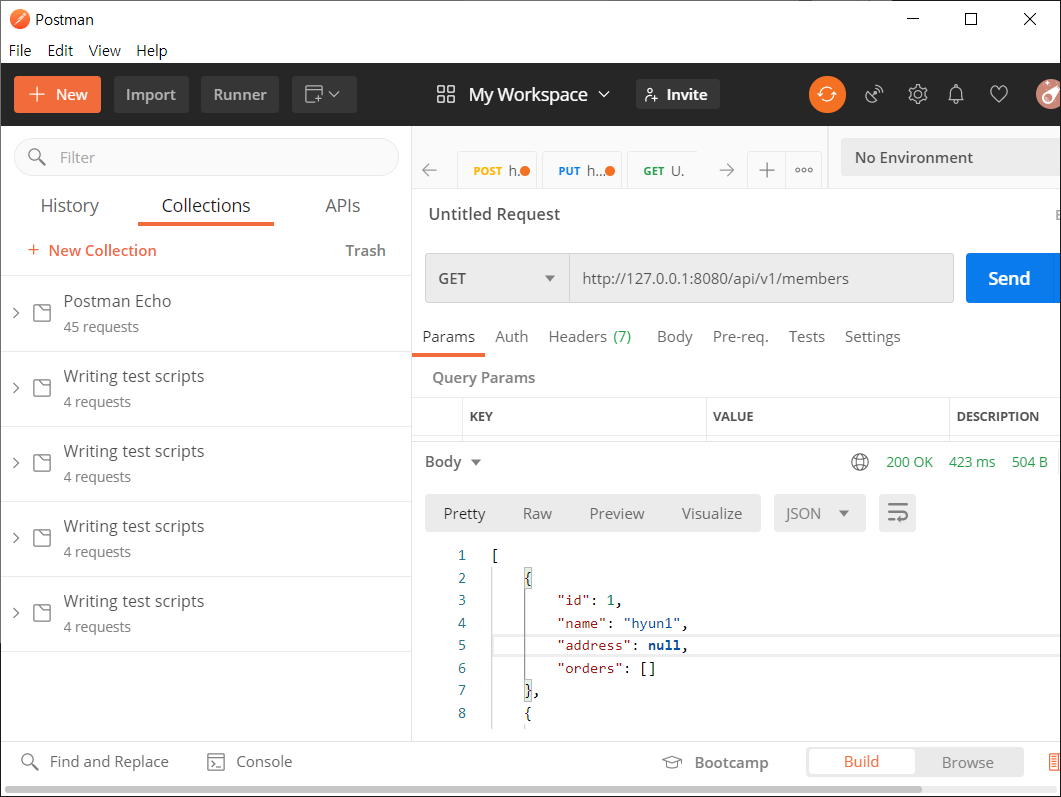 Postman
File Edit View Help
+ New Import Runner My Workspace Invite
Filter
History Collections APIs
+ New Collection Trash
Postman Echo
45 requests
Writing test scripts
4 requests
Writing test scripts
4 requests
Writing test scripts
4 requests
Writing test scripts
4 requests
POST h. PUT h... GET U. No Environment
Untitled Request
GET http://127.0.0.1:8080/api/v1/members Send
Params Auth Headers (7) Body Pre-req. Tests Settings
Query Params
KEY VALUE DESCRIPTION
Body 200 OK 423 ms 504 B
Pretty Raw Preview Visualize JSON
1 [
2 {
3 "id": 1,
4 "name": "hyun1",
5 "address": null,
6 "orders": []
7 },
8 {
Find and Replace Console Bootcamp Build Browse